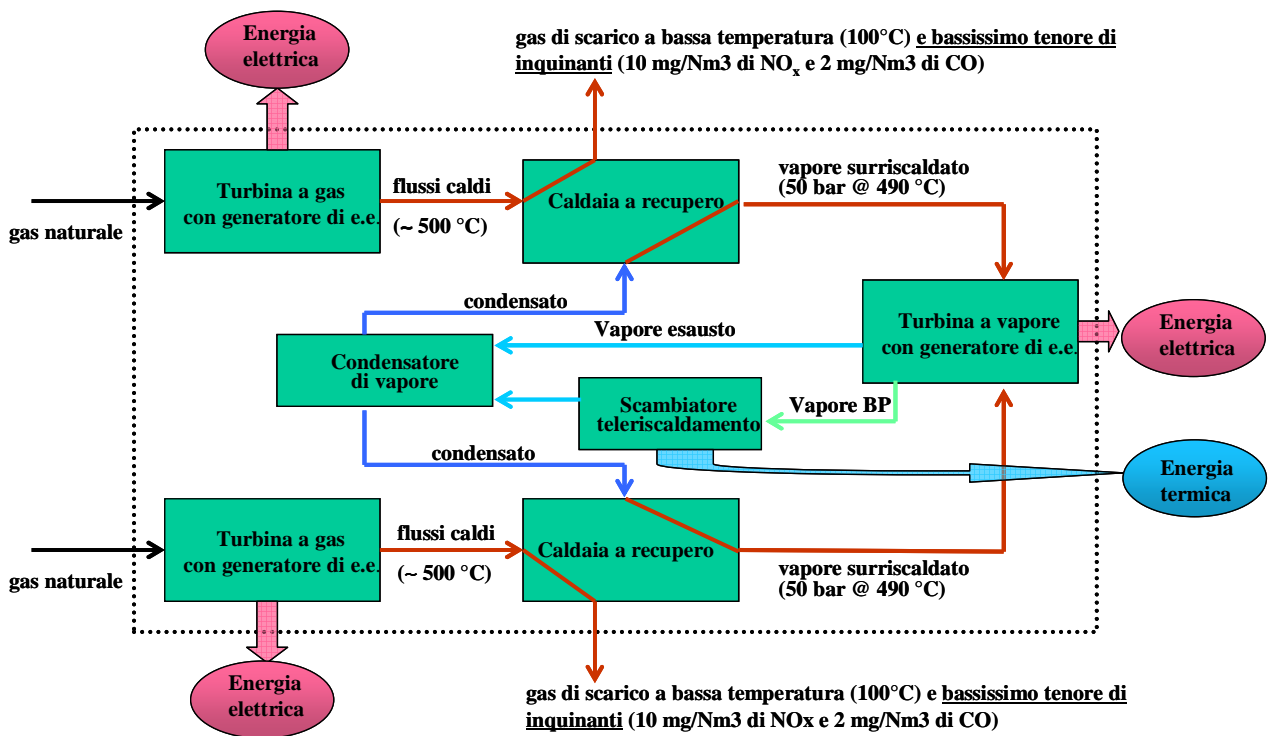 Energia
elettrica
gas di scarico a bassa temperatura (100°C) e bassissimo tenore di
inquinanti (10 mg/Nm3 di NOx e 2 mg/Nm3 di CO)
Turbina a gas
con generatore di e.e.
flussi caldi
(~ 500 °C)
Caldaia a recupero
vapore surriscaldato
(50 bar @ 490 °C)
gas naturale
condensato
Vapore esausto
Condensatore
di vapore
Turbina a vapore
con generatore di e.e.
Energia
elettrica
Scambiatore
teleriscaldamento
Vapore BP
condensato
Energia
termica
Turbina a gas
con generatore di e.e.
flussi caldi
(~ 500 °C)
Caldaia a recupero
vapore surriscaldato
(50 bar @ 490 °C)
gas naturale
Energia
elettrica
gas di scarico a bassa temperatura (100°C) e bassissimo tenore di
inquinanti (10 mg/Nm3 di NOx e 2 mg/Nm3 di CO)